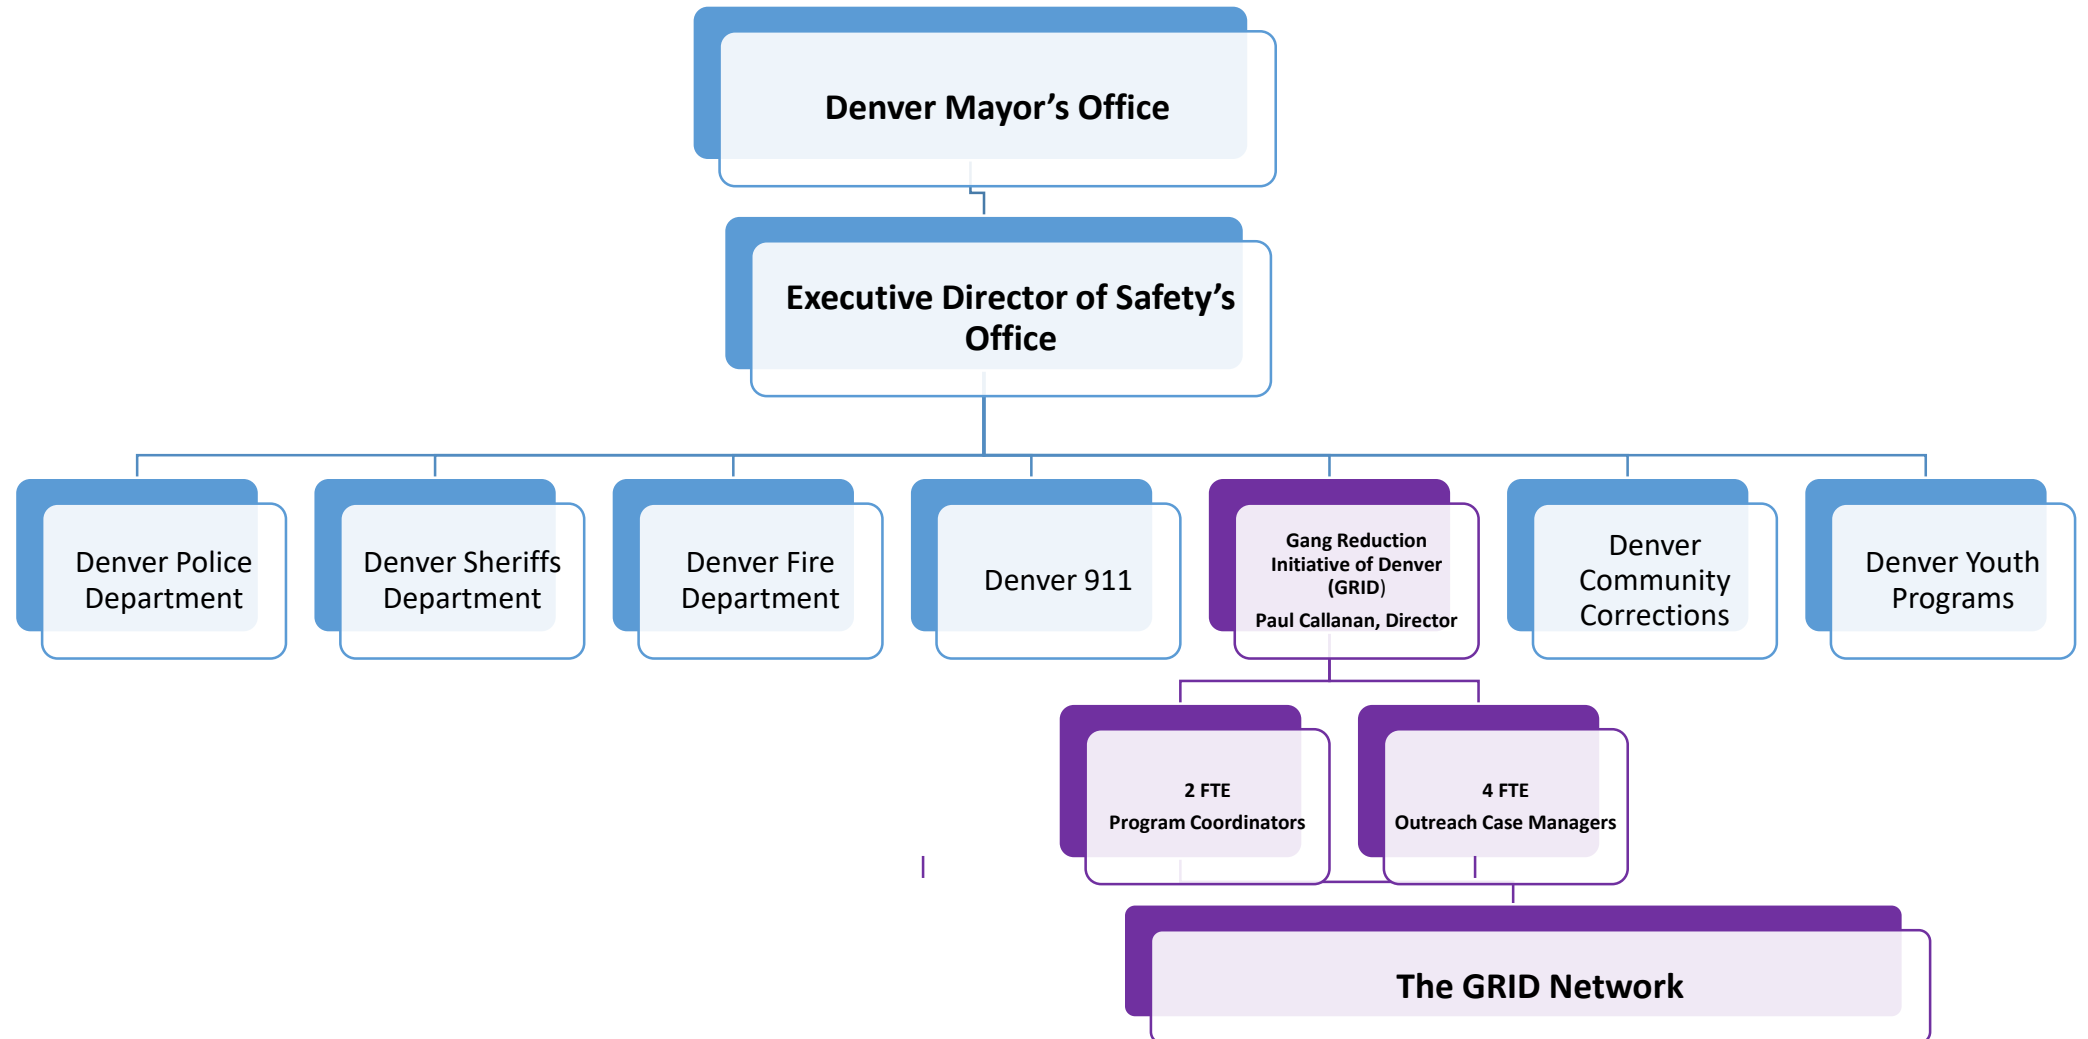 Denver Mayor’s Office
Executive Director of Safety’s
Office
Denver Police
Department
Denver Sheriffs
Department
Denver Fire
Department
Denver 911
Gang Reduction
Initiative of Denver
(GRID)
Paul Callanan, Director
Denver
Community
Corrections
Denver Youth
Programs
2 FTE
Program Coordinators
4 FTE
Outreach Case Managers
The GRID Network